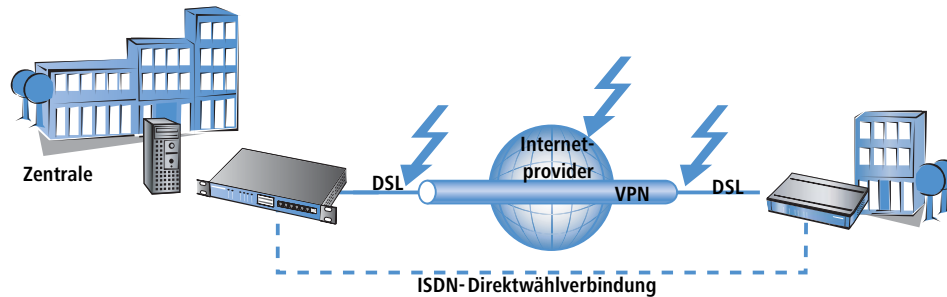 Zentrale
DSL
Internet-
provider
VPN
DSL
ISDN-Direktwählverbindung